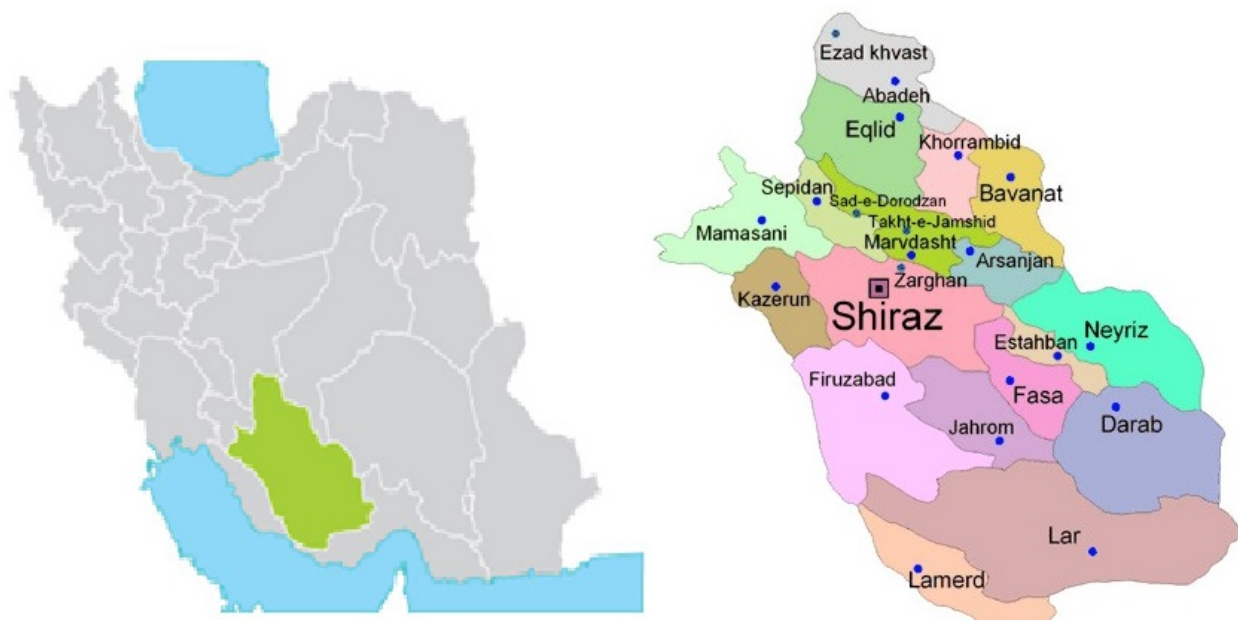 Ezad khvast
Abadeh
Eqlid
Khorrambid
Bavanat
Sepidan
Sad-e-Dorodzan
Takht-e-Jamshid
Mamasani
Marvdasht
Arsanjan
Zarghan
Kazerun
Shiraz
Estahban
Neyriz
Firuzabad
Fasa
Darab
Jahrom
Lar
Lamerd